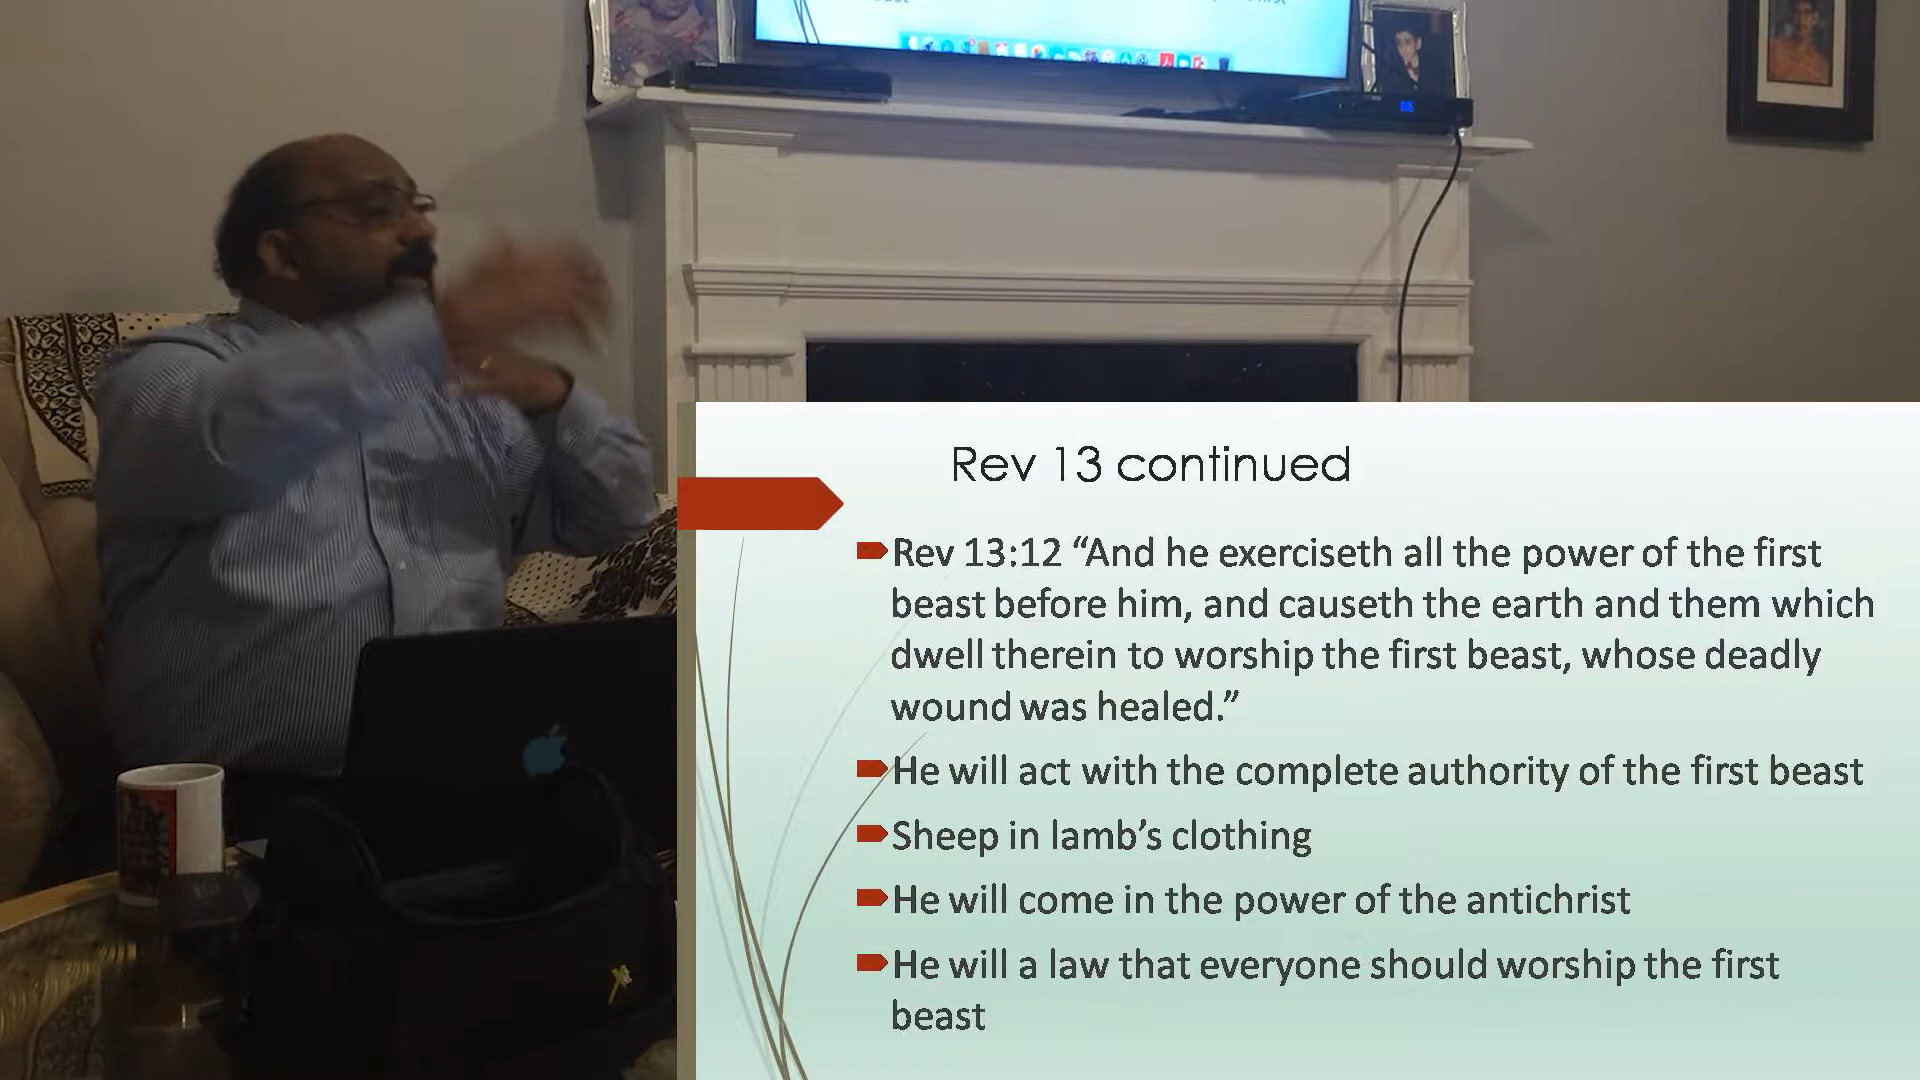 Rev 13 continued
Rev 13:12 “And he exerciseth all the power of the first
beast before him, and causeth the earth and them which
dwell therein to worship the first beast, whose deadly
wound was healed.”
He will act with the complete authority of the first beast
Sheep in lamb’s clothing
He will come in the power of the antichrist
He will a law that everyone should worship the first
beast